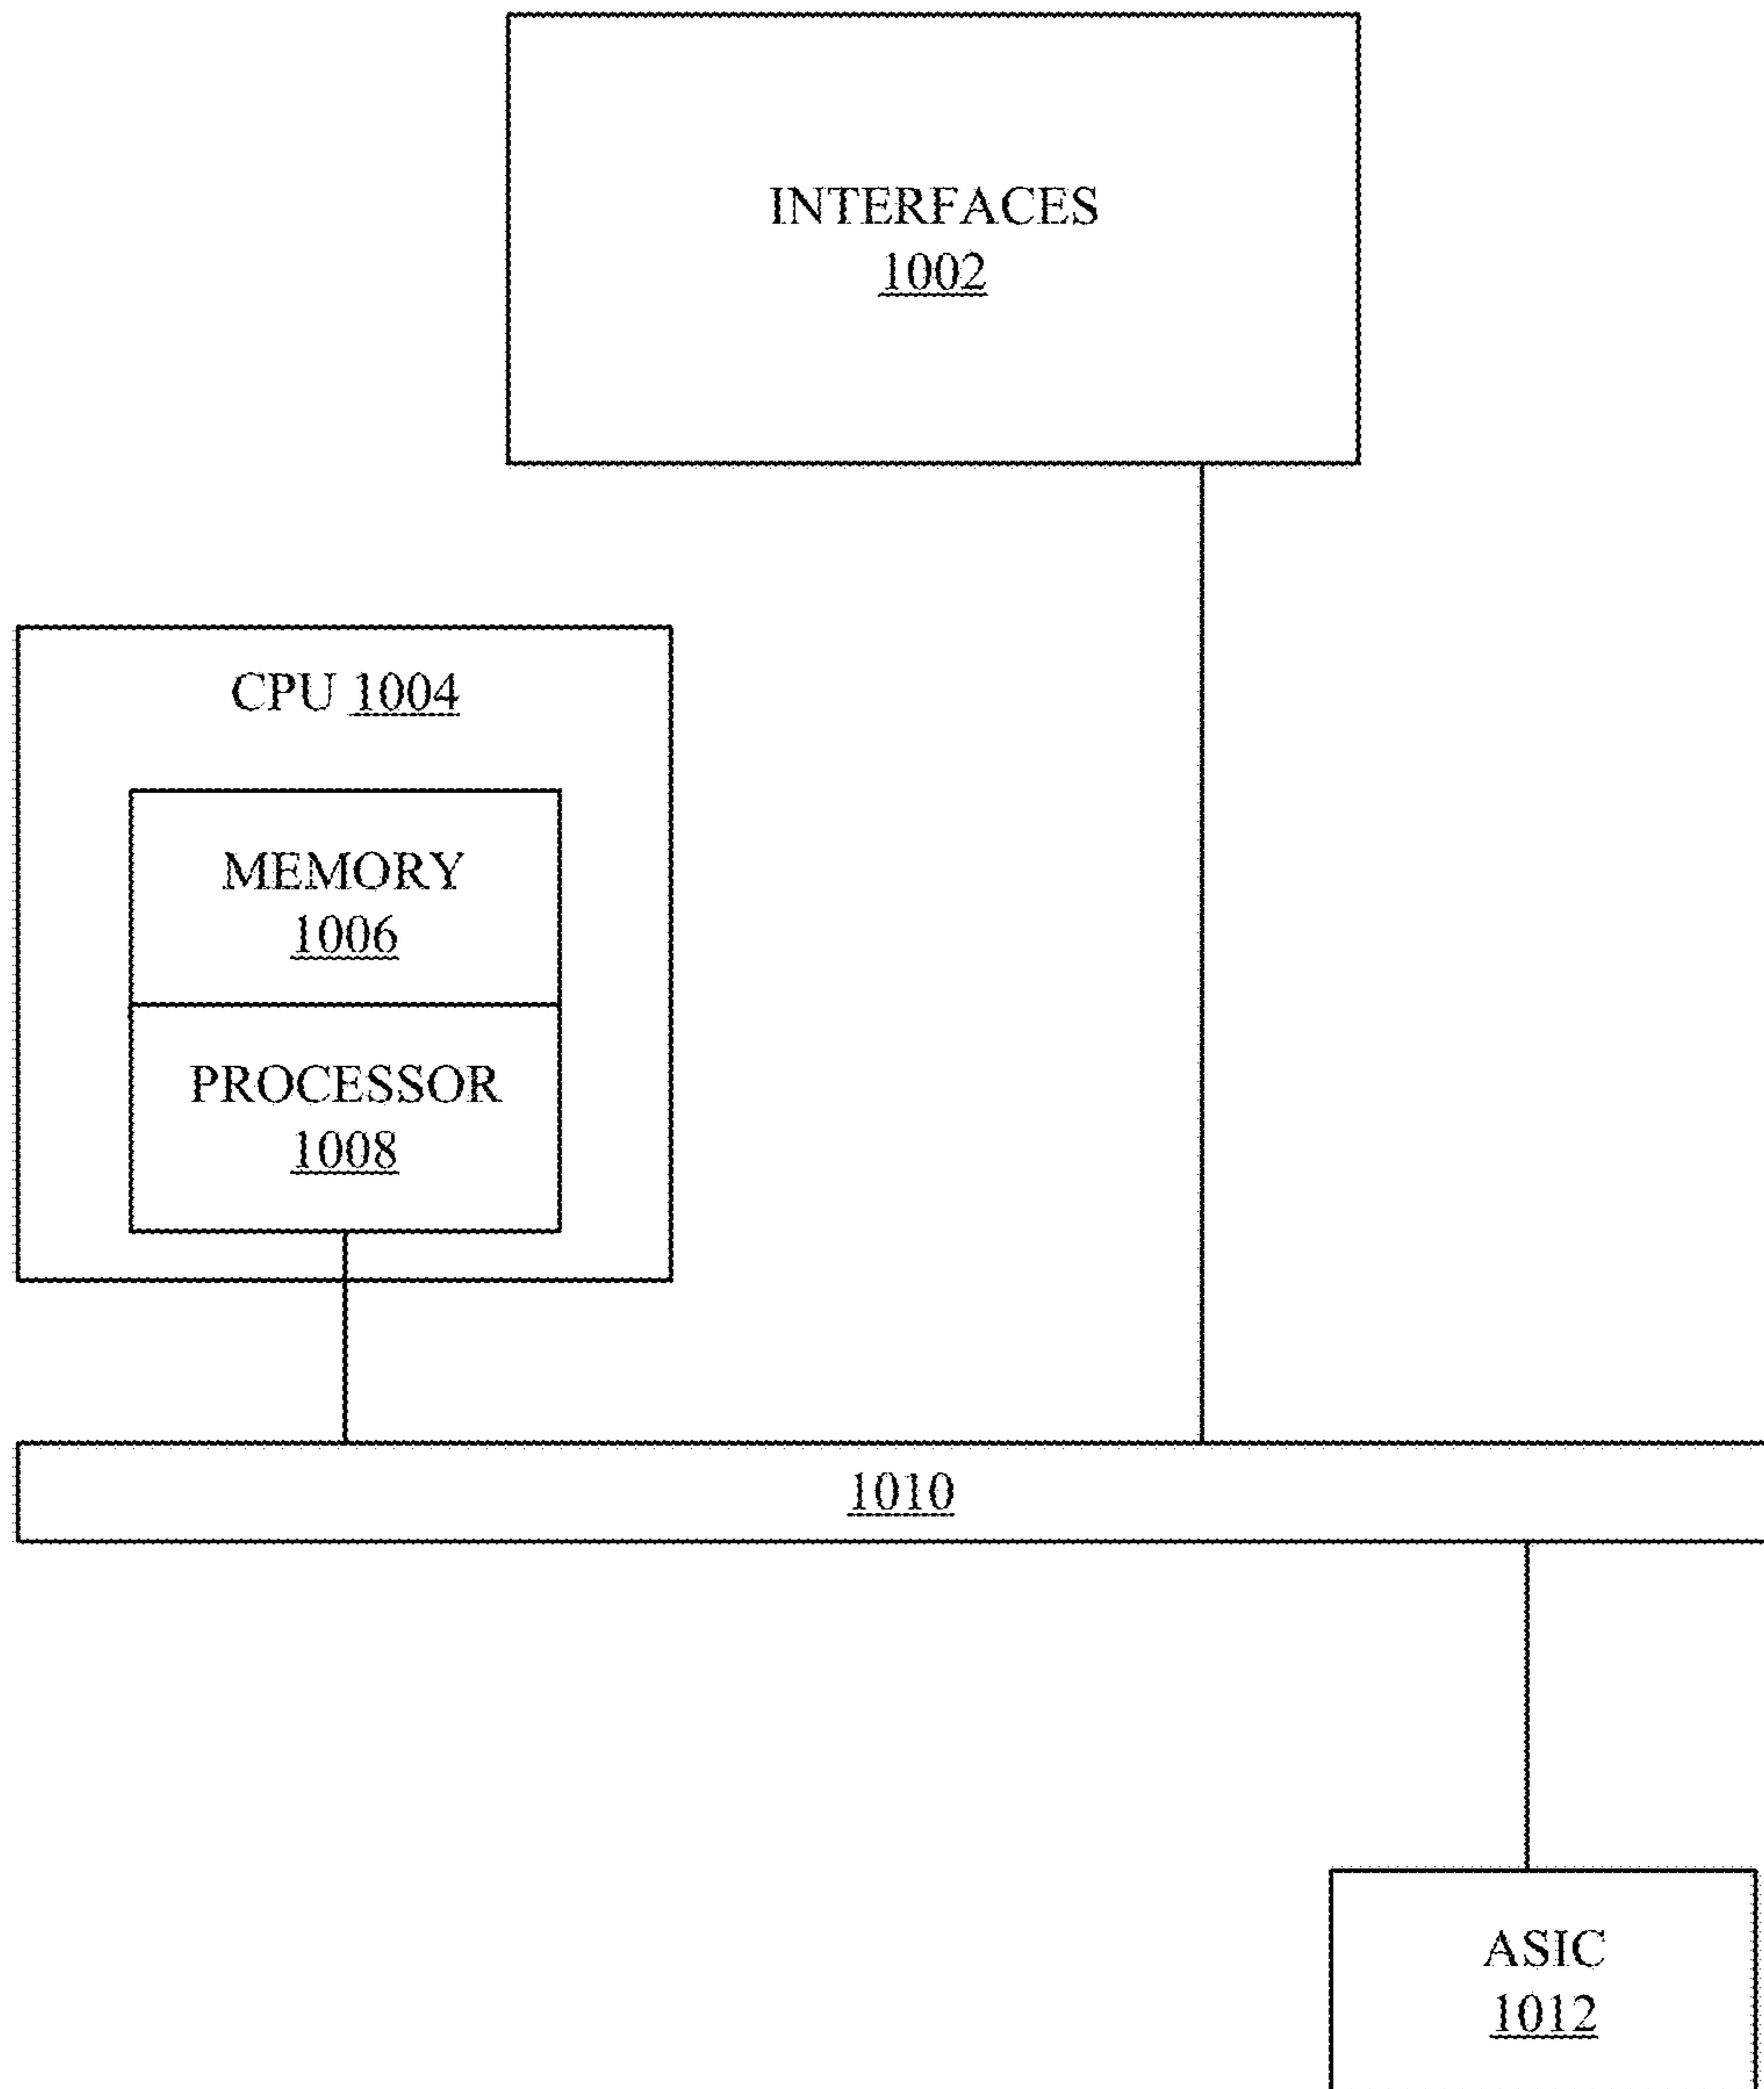 INTERFACES
1002
CPU 1004
MEMORY
1006
PROCESSOR
1008
1010
ASIC
1012